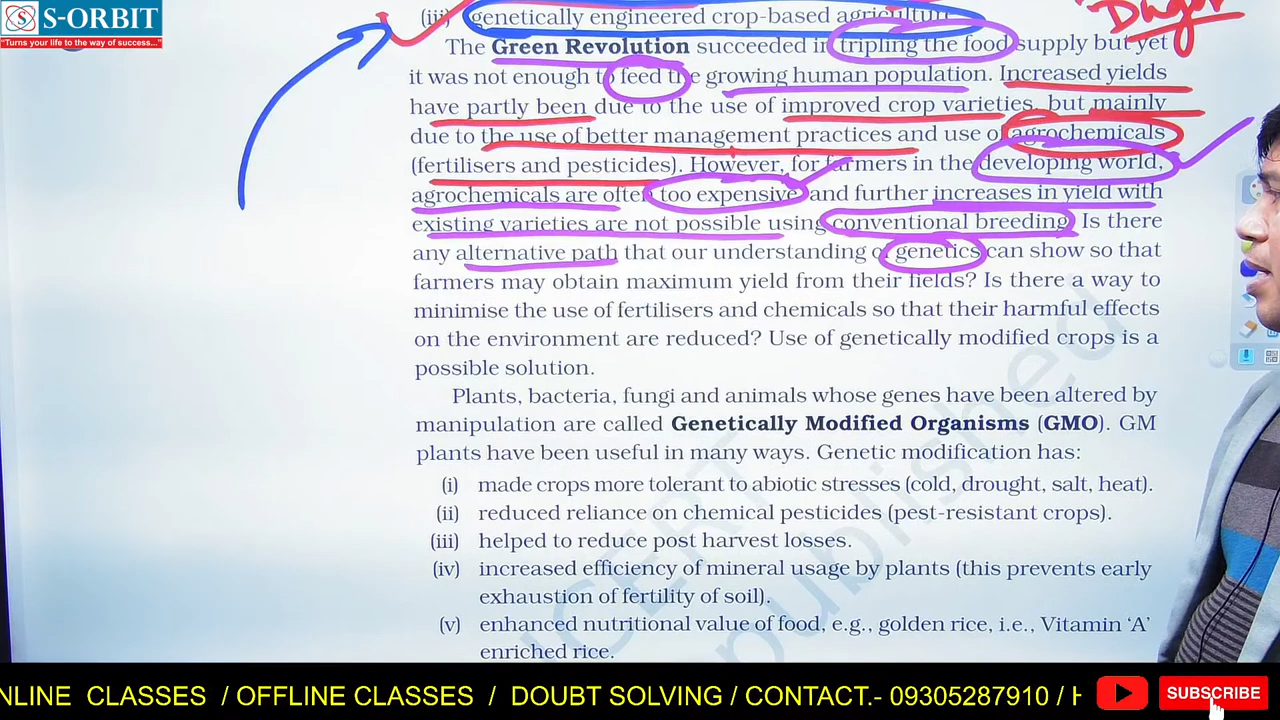 S-ORBIT
"Turns your life to the way of success..."
(iii) genetically engineered crop-based agriculture
The Green Revolution succeeded in tripling the food supply but yet
it was not enough to feed the growing human population. Increased yields
have partly been due to the use of improved crop varieties, but mainly
due to the use of better management practices and use of agrochemicals
(fertilisers and pesticides). However, for farmers in the developing world,
agrochemicals are often too expensive and further increases in yield with
existing varieties are not possible using conventional breeding. Is there
any alternative path that our understanding of genetics can show so that
farmers may obtain maximum yield from their fields? Is there a way to
minimise the use of fertilisers and chemicals so that their harmful effects
on the environment are reduced? Use of genetically modified crops is a
possible solution.
Plants, bacteria, fungi and animals whose genes have been altered by
manipulation are called Genetically Modified Organisms (GMO). GM
plants have been useful in many ways. Genetic modification has:
(i) made crops more tolerant to abiotic stresses (cold, drought, salt, heat).
(ii) reduced reliance on chemical pesticides (pest-resistant crops).
(iii) helped to reduce post harvest losses.
(iv) increased efficiency of mineral usage by plants (this prevents early
exhaustion of fertility of soil).
(v) enhanced nutritional value of food, e.g., golden rice, i.e., Vitamin ‘A’
enriched rice.
NCERT
published
NLINE CLASSES / OFFLINE CLASSES / DOUBT SOLVING / CONTACT.- 09305287910 / H
SUBSCRIBE